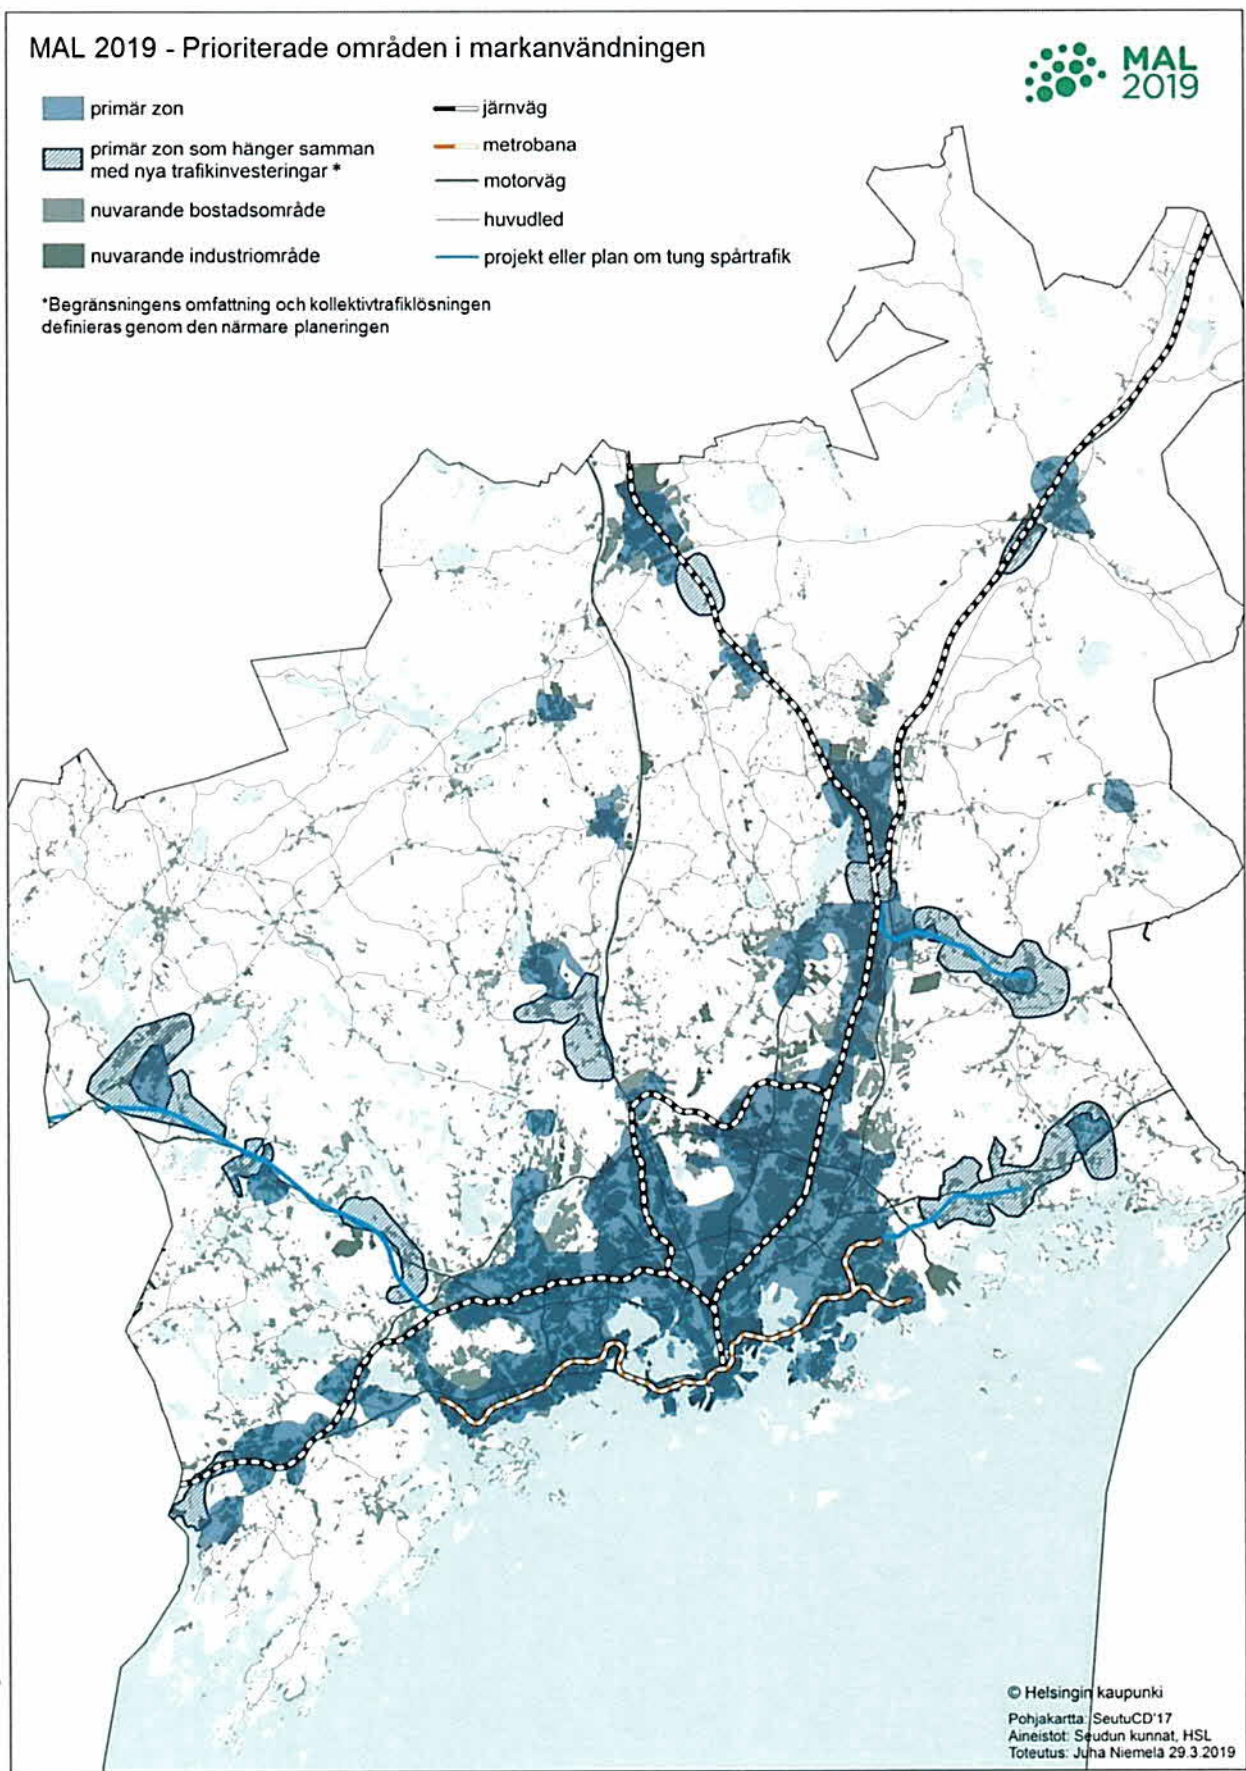 MAL 2019 - Prioriterade områden i markanvändningen
MAL
2019
primär zon
primär zon som hänger samman
med nya trafikinvesteringar *
nuvarande bostadsområde
nuvarande industriområde
järnväg
metrobana
motorväg
huvudled
projekt eller plan om tung spårtrafik
*Begränsningens omfattning och kollektivtrafiklösningen
definieras genom den närmare planeringen
© Helsingin kaupunki
Pohjakartta: SeutuCD'17
Aineistot: Seudun kunnat, HSL
Toteutus: Juha Niemelä 29.3.2019